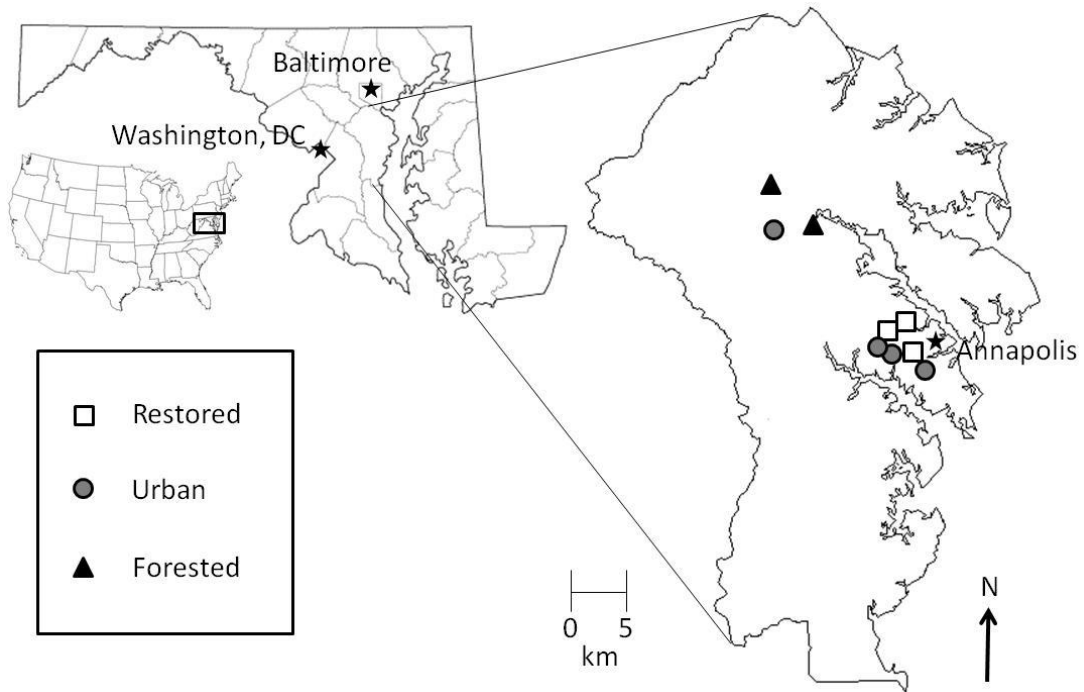 Baltimore
Washington, DC
Annapolis
Restored
Urban
Forested
0 5
km
N